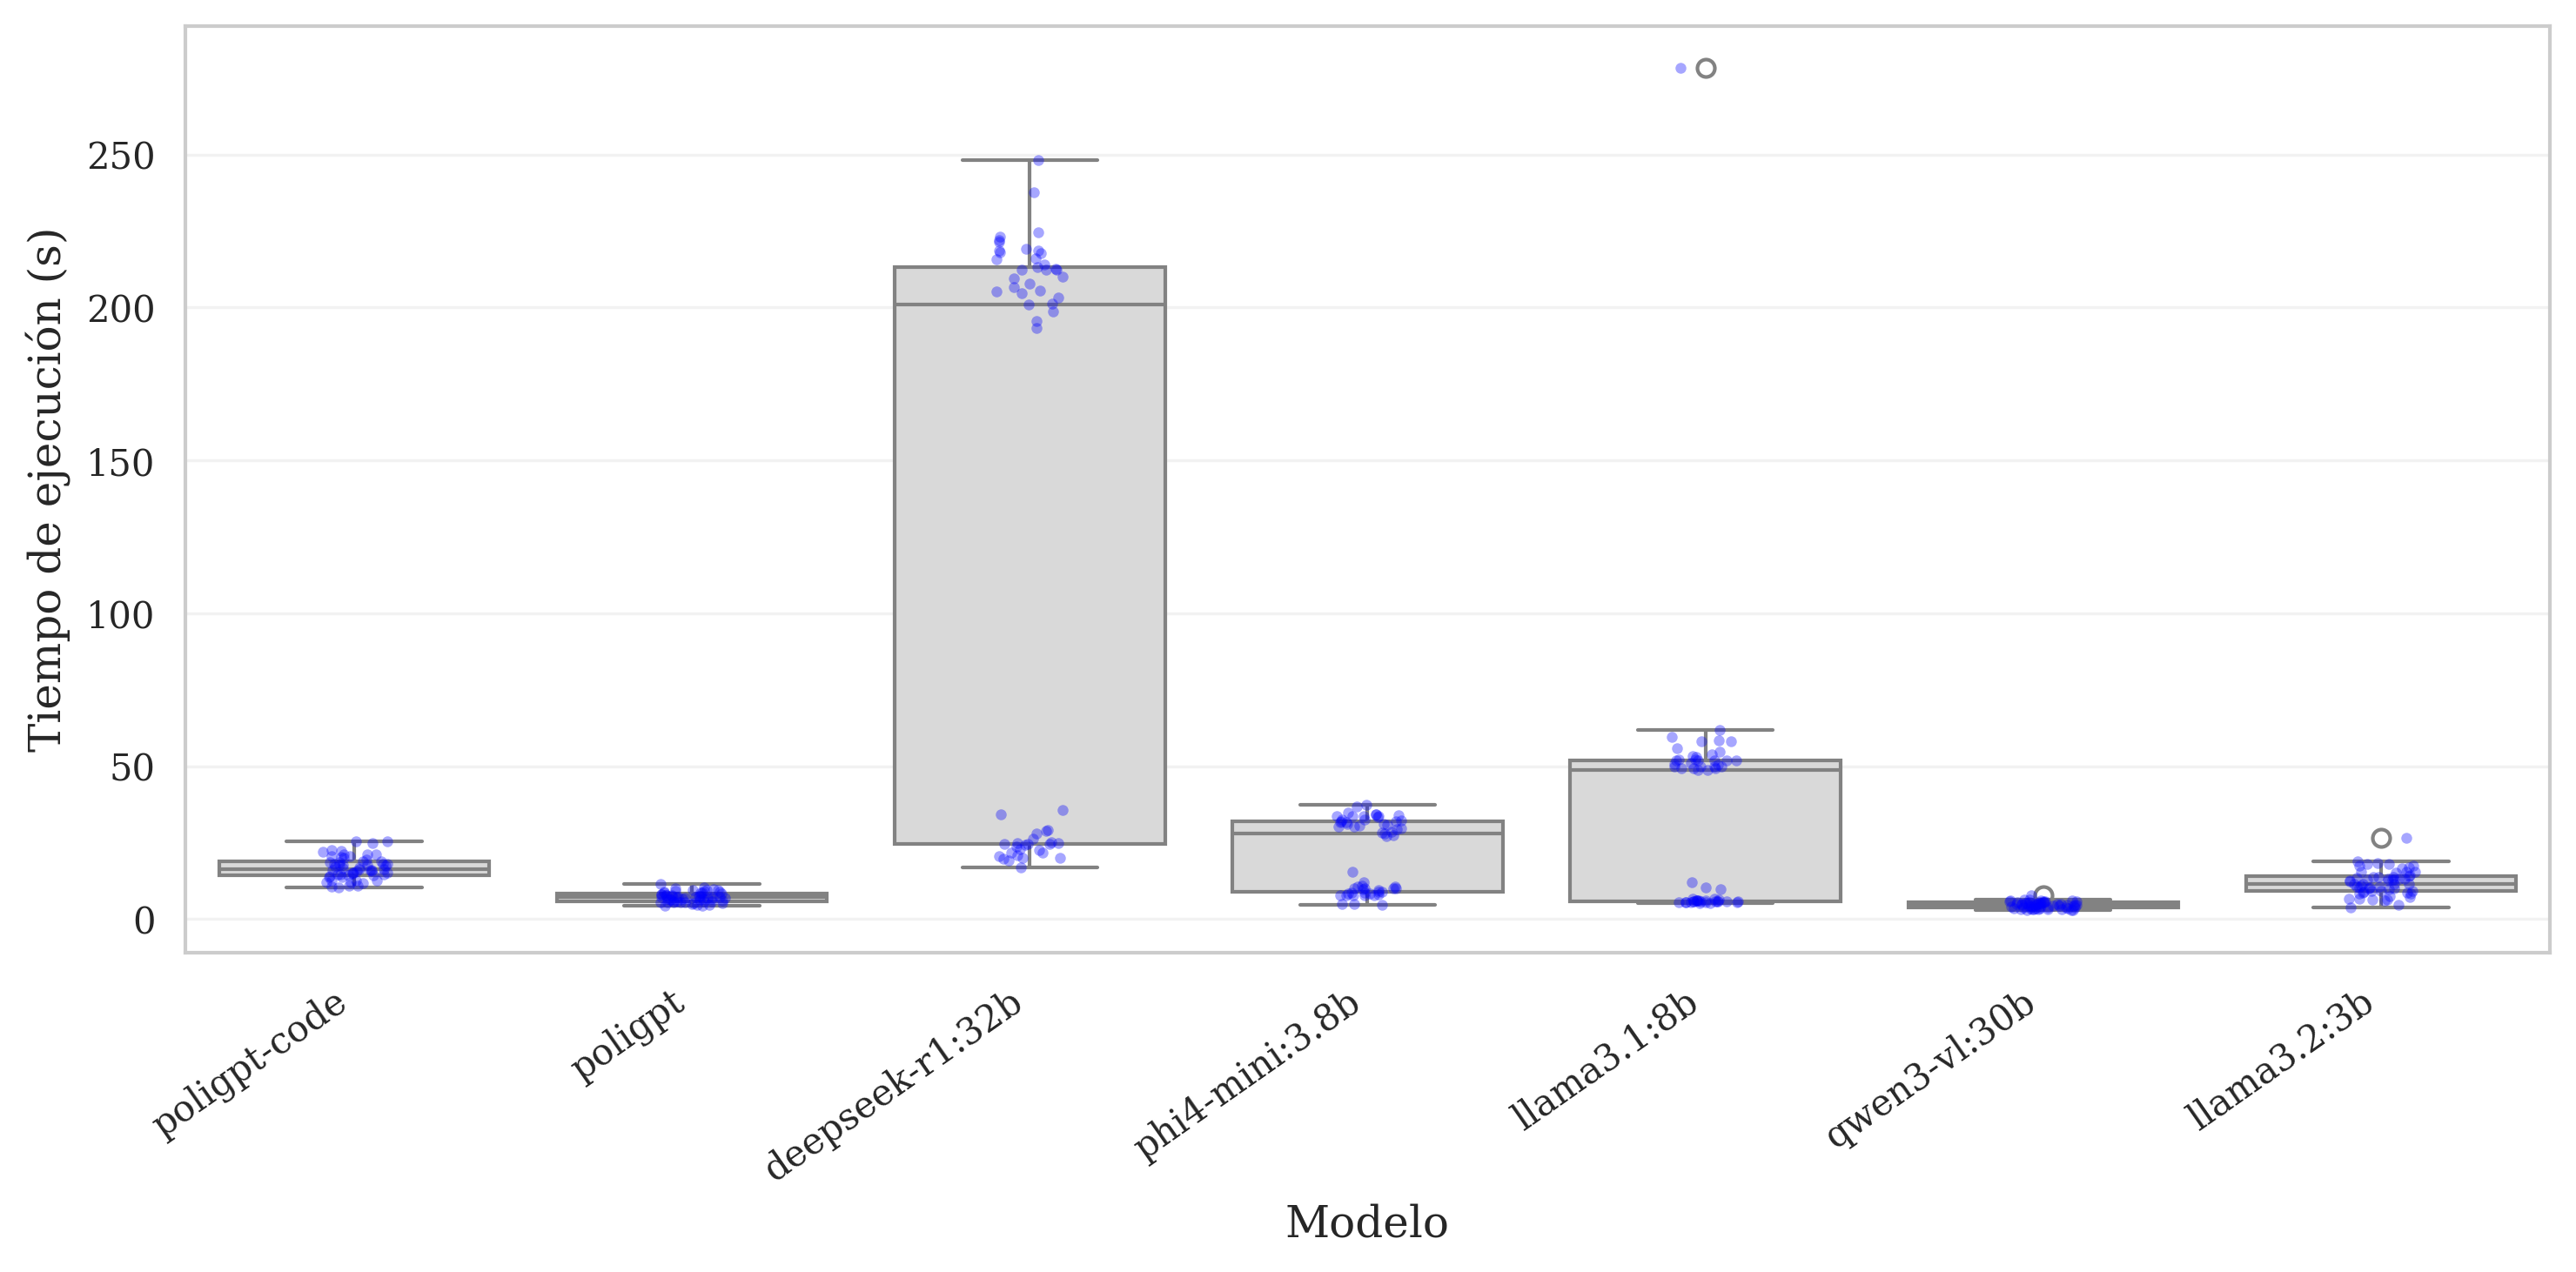 Tiempo de ejecución (s)
250
200
150
100
50
0
poligpt-code
poligpt
deepseek-r1:32b
phi4-mini:3.8b
llama3.1:8b
qwen3-vl:30b
llama3.2:3b
Modelo